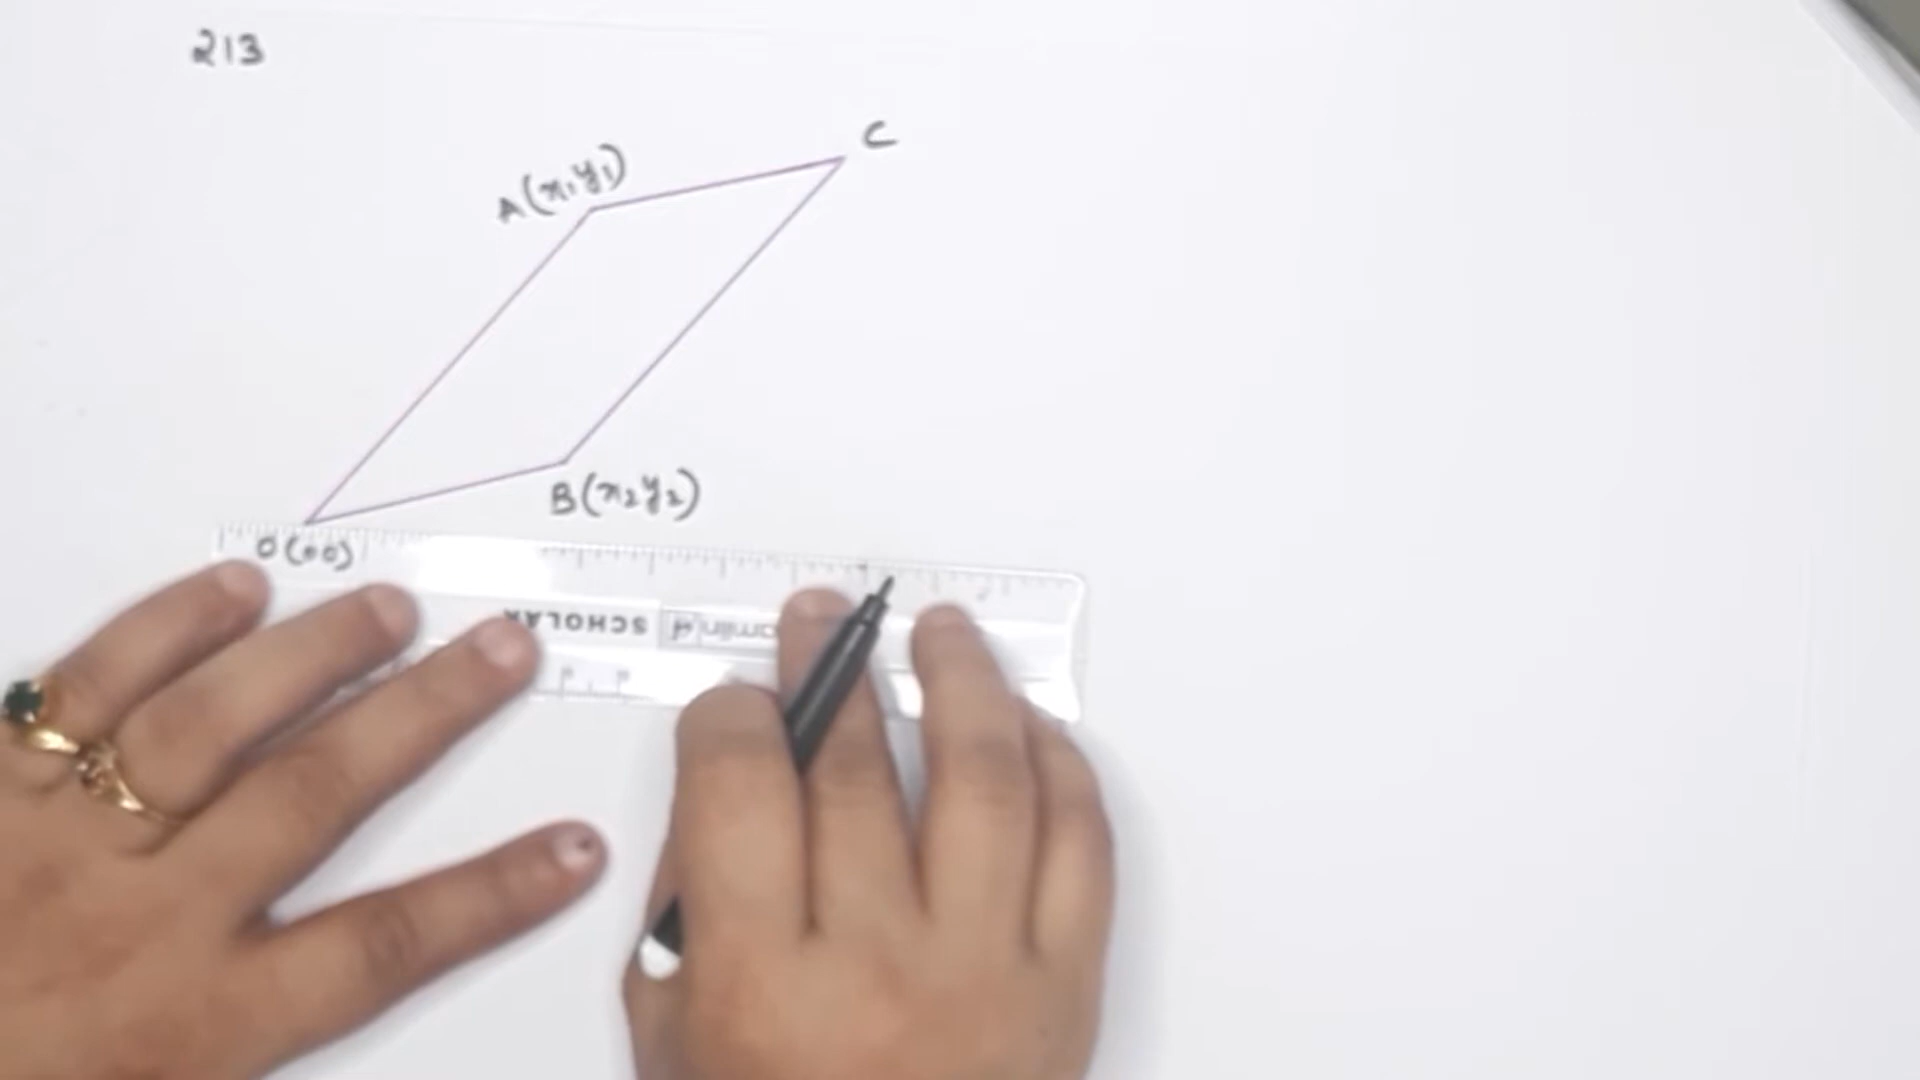 213
C
A(x₁y₁)
B(x₂y₂)
O(00)
SCHOLAR